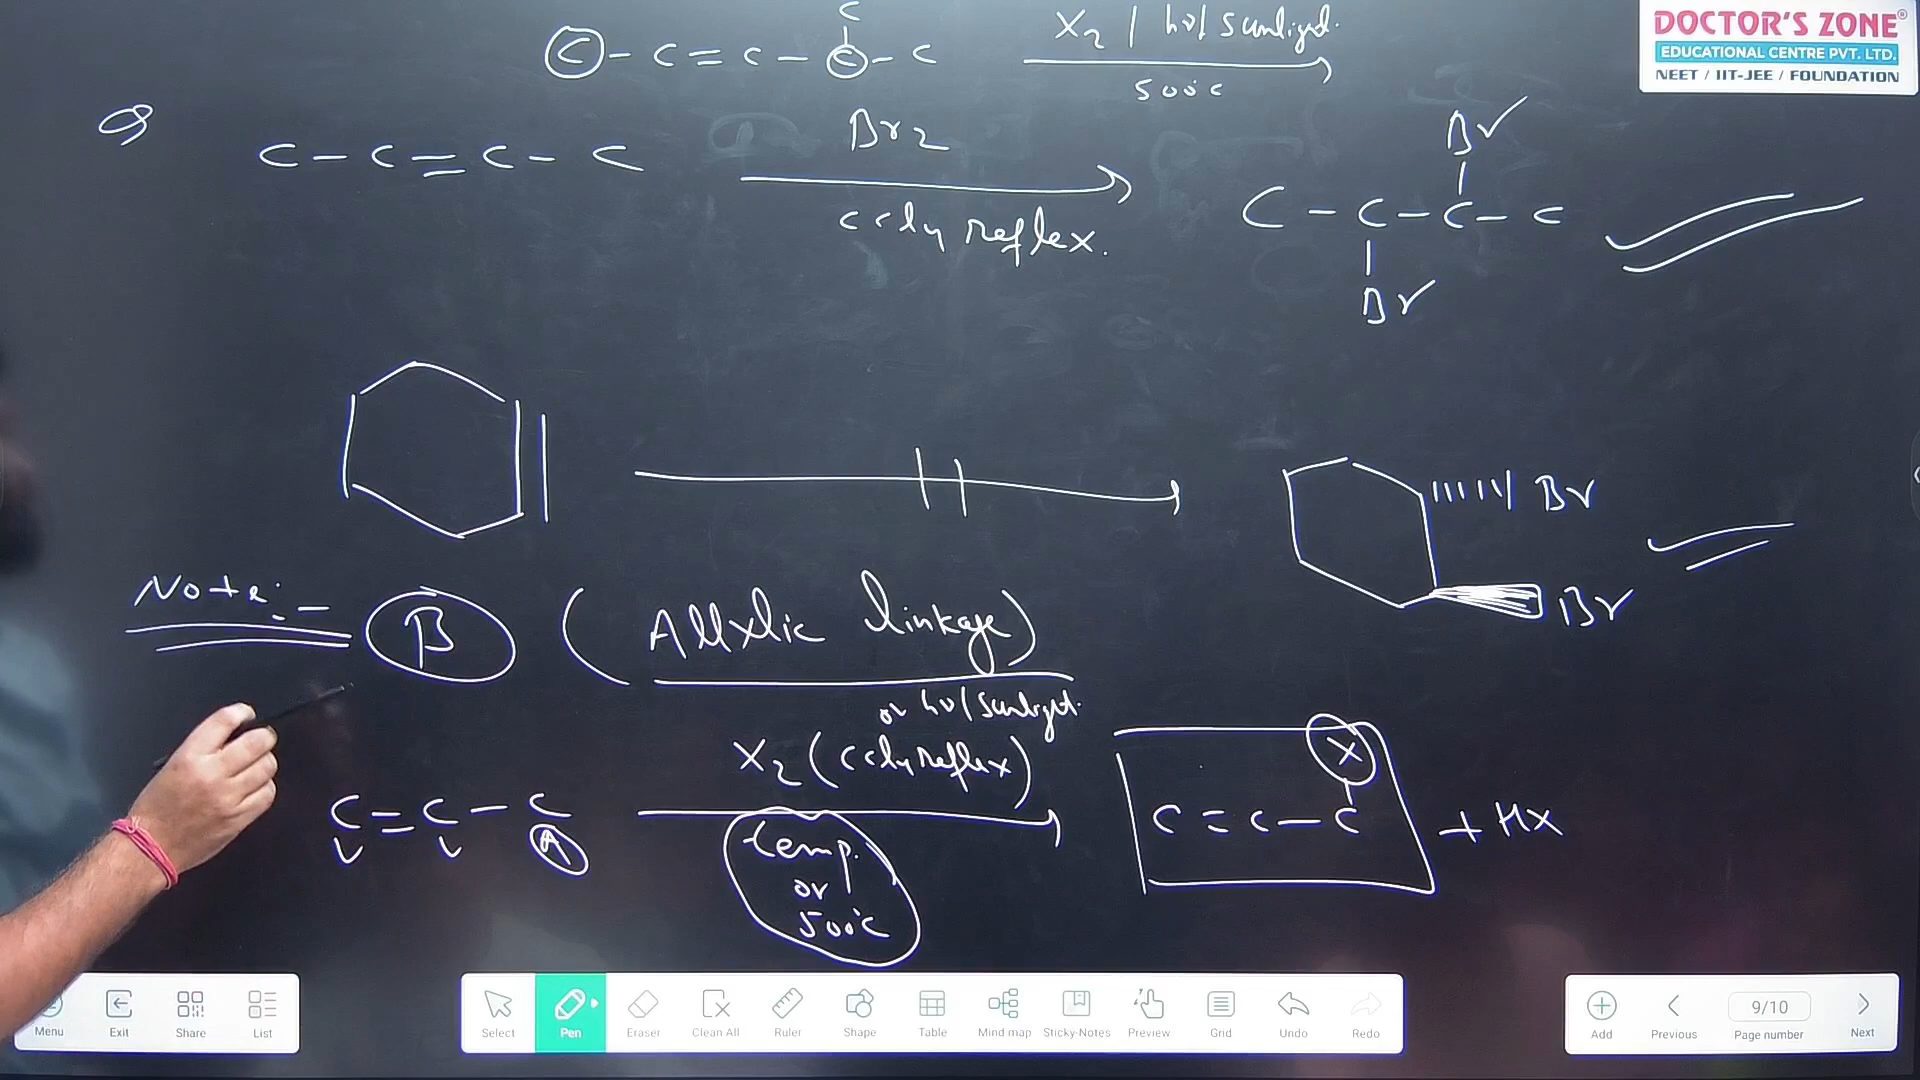 C
C - C = C - C - C
X2 / hν/sunlight.
500°C
DOCTOR'S ZONE®
EDUCATIONAL CENTRE PVT. LTD.
NEET / IIT-JEE / FOUNDATION
Q
C - C = C - C
Br2
ccl4 reflex.
Br
C - C - C - C
Br
Br
Br
Note:-
B
(Allylic linkage)
or hν/sunlight.
X2 (ccl4 reflex)
C = C - C
A
temp.
or
500°C
X
C = C - C
+ HX
Menu
Exit
Share
List
Select
Pen
Eraser
Clean All
Ruler
Shape
Table
Mind map
Sticky-Notes
Preview
Grid
Undo
Redo
Add
Previous
9/10
Page number
Next